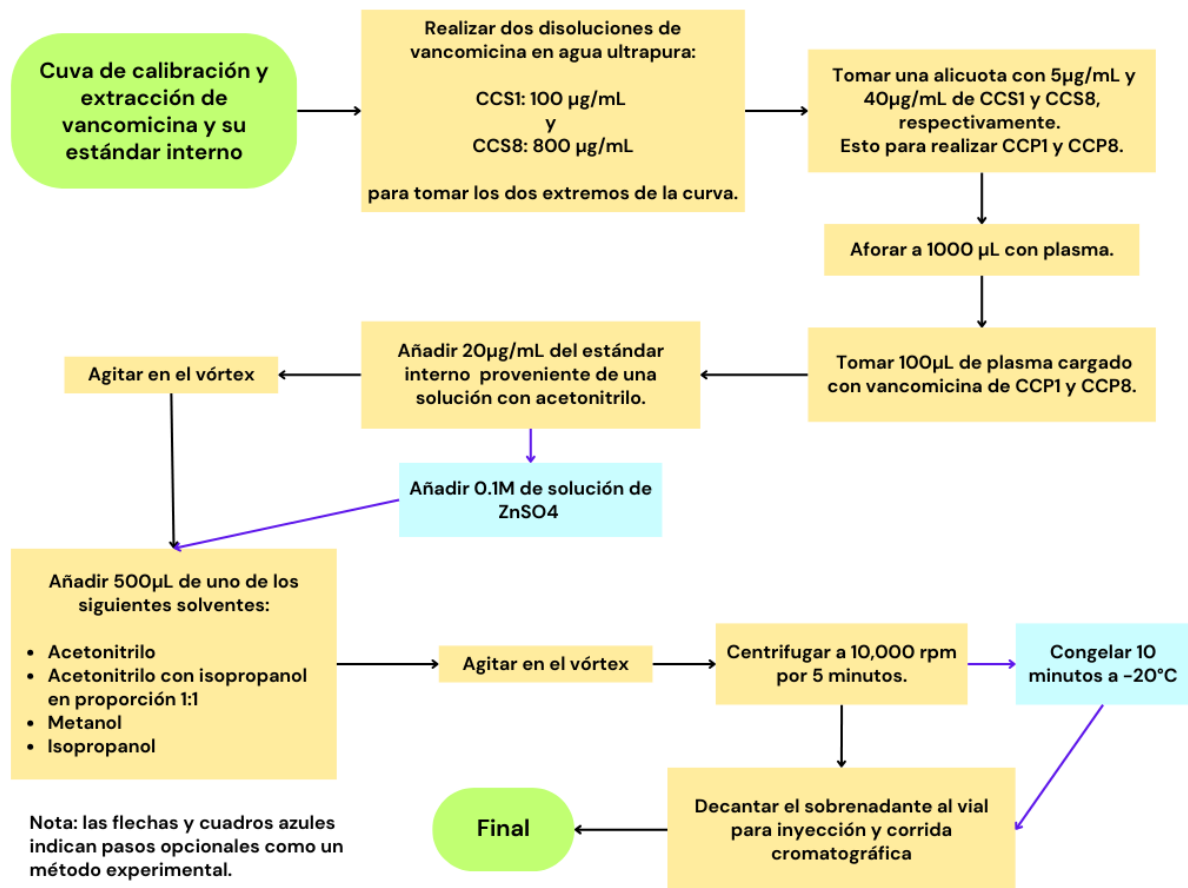 Cuva de calibración y
extracción de
vancomicina y su
estándar interno
Realizar dos disoluciones de
vancomicina en agua ultrapura:
CCS1: 100 µg/mL
y
CCS8: 800 µg/mL
para tomar los dos extremos de la curva.
Tomar una alicuota con 5µg/mL y
40µg/mL de CCS1 y CCS8,
respectivamente.
Esto para realizar CCP1 y CCP8.
Aforar a 1000 µL con plasma.
Tomar 100µL de plasma cargado
con vancomicina de CCP1 y CCP8.
Añadir 20µg/mL del estándar
interno proveniente de una
solución con acetonitrilo.
Agitar en el vórtex
Añadir 0.1M de solución de
ZnSO4
Añadir 500µL de uno de los
siguientes solventes:
• Acetonitrilo
• Acetonitrilo con isopropanol
en proporción 1:1
• Metanol
• Isopropanol
Agitar en el vórtex
Centrifugar a 10,000 rpm
por 5 minutos.
Congelar 10
minutos a -20°C
Decantar el sobrenadante al vial
para inyección y corrida
cromatográfica
Final
Nota: las flechas y cuadros azules
indican pasos opcionales como un
método experimental.